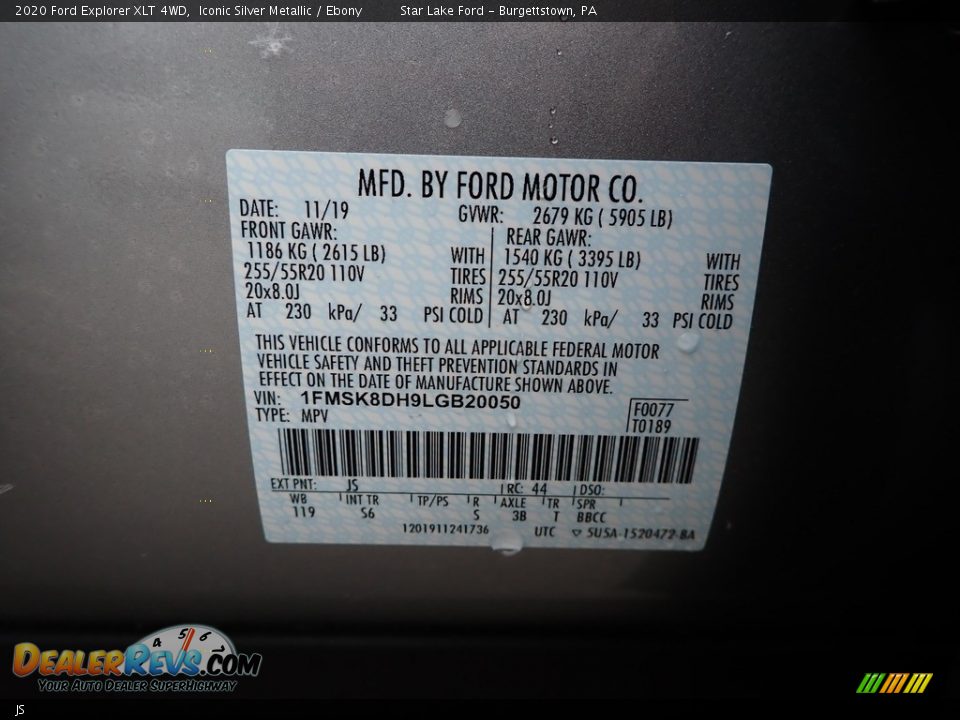 2020 Ford Explorer XLT 4WD, Iconic Silver Metallic / Ebony Star Lake Ford - Burgettstown, PA
MFD. BY FORD MOTOR CO.
DATE: 11/19 GVWR: 2679 KG ( 5905 LB)
FRONT GAWR: REAR GAWR:
1186 KG ( 2615 LB) WITH 1540 KG ( 3395 LB) WITH
255/55R20 110V TIRES 255/55R20 110V TIRES
20x8.0J RIMS 20x8.0J RIMS
AT 230 kPa/ 33 PSI COLD AT 230 kPa/ 33 PSI COLD
THIS VEHICLE CONFORMS TO ALL APPLICABLE FEDERAL MOTOR
VEHICLE SAFETY AND THEFT PREVENTION STANDARDS IN
EFFECT ON THE DATE OF MANUFACTURE SHOWN ABOVE.
VIN: 1FMSK8DH9LGB20050 F0077
TYPE: MPV T0189
EXT PNT: JS RC: 44 DSO:
WB INT TR TP/PS R AXLE TR SPR
119 S6 S 3B T BBCC
1201911241736 UTC ▽ 5USA-1520472-BA
4 5 6
DEALERREVS.COM
YOUR AUTO DEALER SUPERHIGHWAY
JS